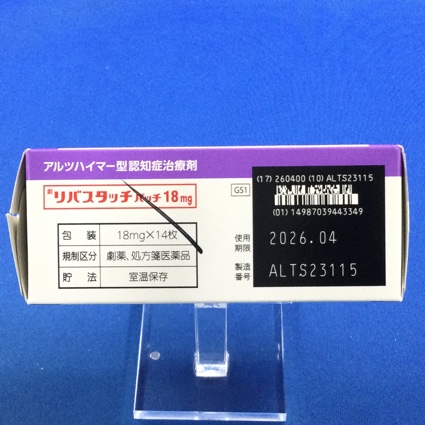 アルツハイマー型認知症治療剤
劇 リバスタッチパッチ18mg
包装 18mg×14枚
規制区分 劇薬、処方箋医薬品
貯法 室温保存
GS1
(17) 260400 (10) ALTS23115
(01) 14987039443349
使用期限 2026.04
製造番号 ALTS23115